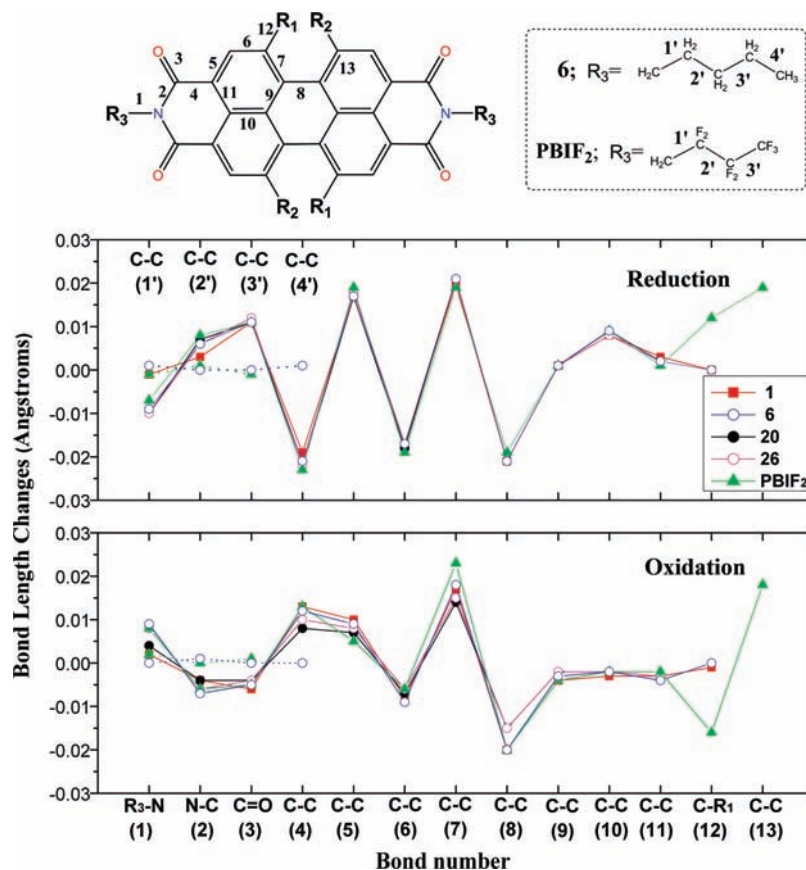 12 R1 R2
O 3 6 O
5 7 13
1 2 4 11 9 8
R3-N 10 N-R3
O O
R2 R1
6; R3= H2C 1' H2C 2' C H2 3' H2C 4' CH3
PBIF2; R3= H2C 1' F2 C 2' C F2 3' CF3
Bond Length Changes (Angstroms)
0.03
0.02
0.01
0.00
-0.01
-0.02
-0.03
C-C C-C C-C C-C
(1') (2') (3') (4')
Reduction
1
6
20
26
PBIF2
0.03
0.02
0.01
0.00
-0.01
-0.02
-0.03
Oxidation
R3-N N-C C=O C-C C-C C-C C-C C-C C-C C-C C-C C-R1 C-C
(1) (2) (3) (4) (5) (6) (7) (8) (9) (10) (11) (12) (13)
Bond number